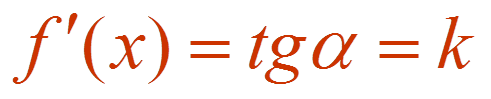 f'(x) = tgα = k